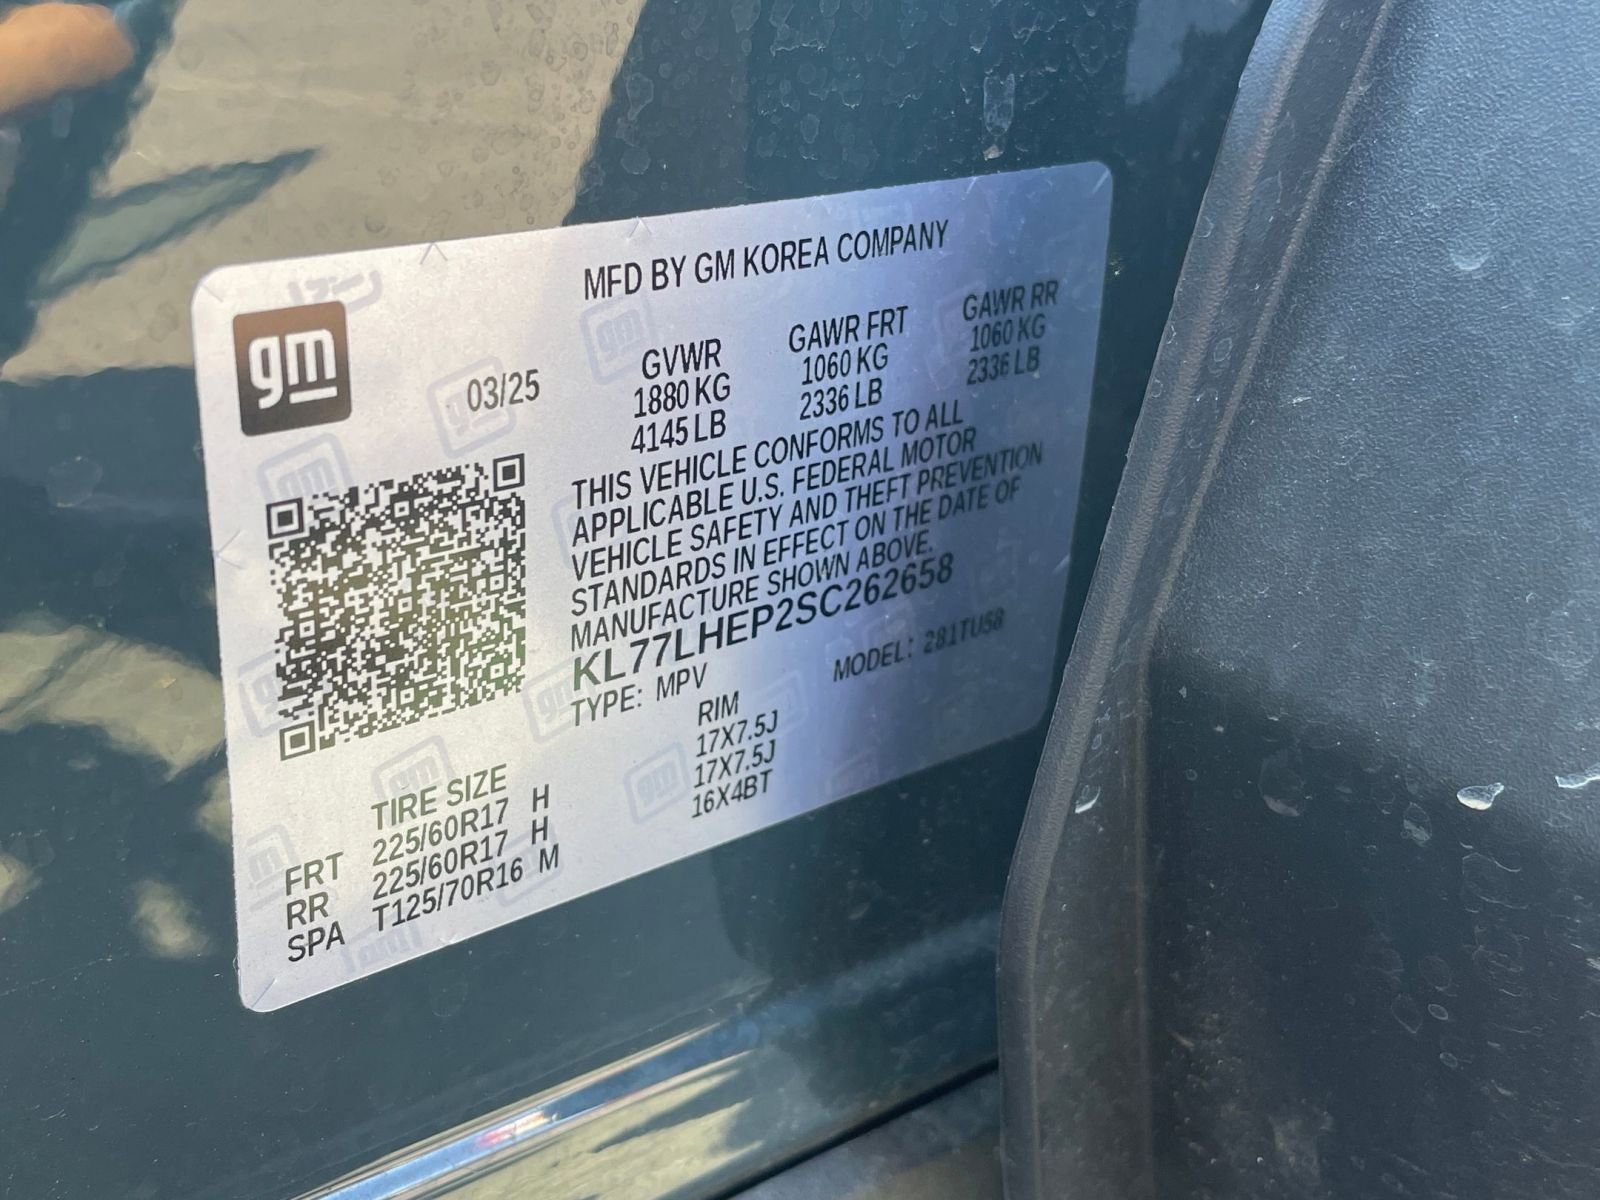 gm
MFD BY GM KOREA COMPANY
03/25
GVWR GAWR FRT GAWR RR
1880 KG 1060 KG 1060 KG
4145 LB 2336 LB 2336 LB
THIS VEHICLE CONFORMS TO ALL
APPLICABLE U.S. FEDERAL MOTOR
VEHICLE SAFETY AND THEFT PREVENTION
STANDARDS IN EFFECT ON THE DATE OF
MANUFACTURE SHOWN ABOVE.
KL77LHEP2SC262658
TYPE: MPV MODEL: 281TU58
TIRE SIZE RIM
FRT 225/60R17 H 17X7.5J
RR 225/60R17 H 17X7.5J
SPA T125/70R16 M 16X4BT